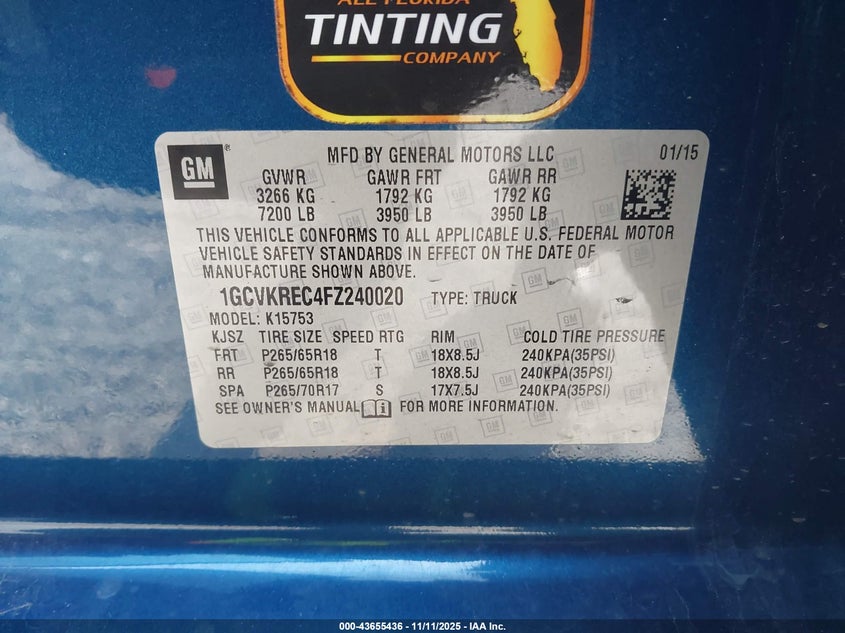 ALL FLORIDA
TINTING
COMPANY
GM
MFD BY GENERAL MOTORS LLC 01/15
GVWR GAWR FRT GAWR RR
3266 KG 1792 KG 1792 KG
7200 LB 3950 LB 3950 LB
THIS VEHICLE CONFORMS TO ALL APPLICABLE U.S. FEDERAL MOTOR
VEHICLE SAFETY STANDARDS IN EFFECT ON THE DATE OF
MANUFACTURE SHOWN ABOVE.
1GCVKREC4FZ240020 TYPE: TRUCK
MODEL: K15753
KJSZ TIRE SIZE SPEED RTG RIM COLD TIRE PRESSURE
FRT P265/65R18 T 18X8.5J 240KPA(35PSI)
RR P265/65R18 T 18X8.5J 240KPA(35PSI)
SPA P265/70R17 S 17X7.5J 240KPA(35PSI)
SEE OWNER'S MANUAL FOR MORE INFORMATION.
000-43655436 - 11/11/2025 - IAA Inc.